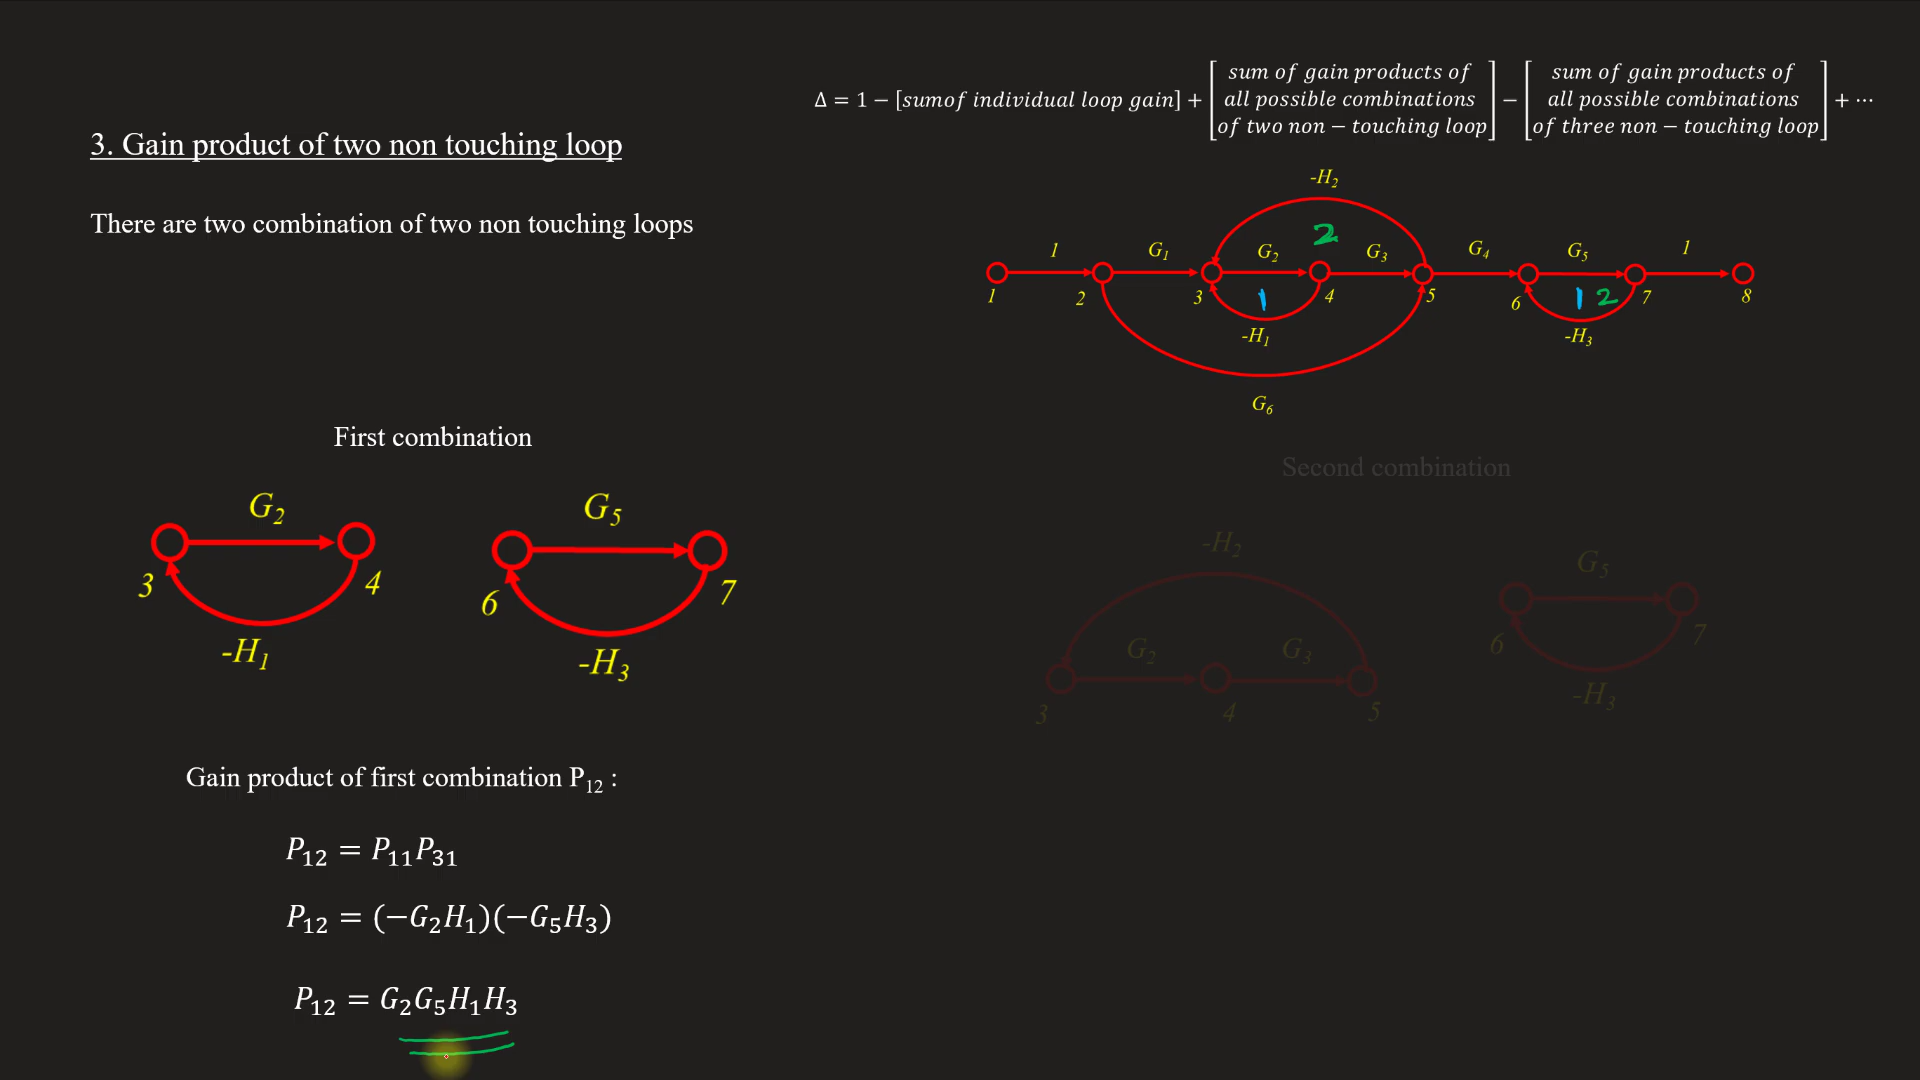 Δ = 1 − [sumof individual loop gain] + [sum of gain products of all possible combinations of two non − touching loop] − [sum of gain products of all possible combinations of three non − touching loop] + ⋯
3. Gain product of two non touching loop
There are two combination of two non touching loops
-H₂
2
1 G₁ G₂ G₃ G₄ G₅ 1
1 2 3 1 4 5 6 1 2 7 8
-H₁ -H₃
G₆
First combination
G₂ G₅
3 4 6 7
-H₁ -H₃
Second combination
-H₂
G₂ G₃ G₅
3 4 5 6 7
-H₃
Gain product of first combination P₁₂ :
P₁₂ = P₁₁P₃₁
P₁₂ = (−G₂H₁)(−G₅H₃)
P₁₂ = G₂G₅H₁H₃